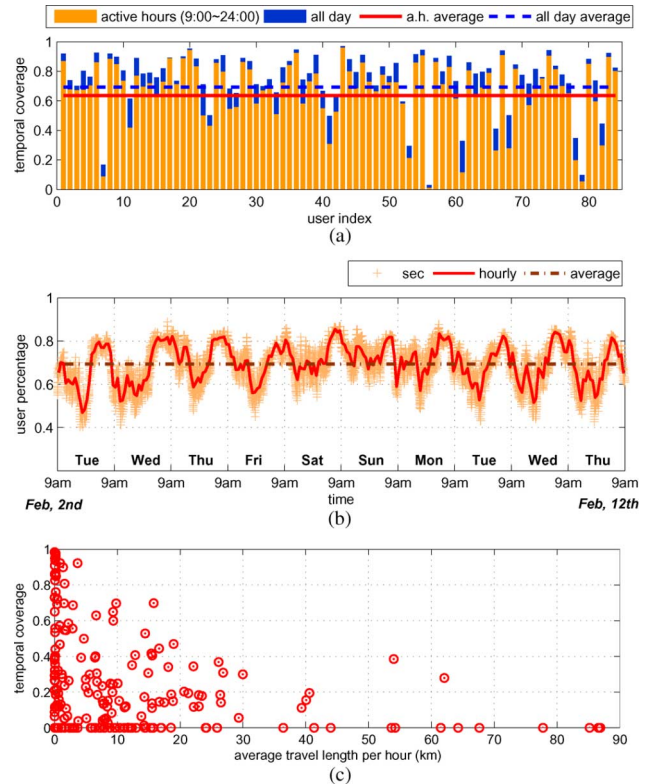 active hours (9:00~24:00) all day a.h. average all day average
1
0.8
0.6
0.4
0.2
0
temporal coverage
0 10 20 30 40 50 60 70 80
user index
(a)
sec hourly average
1
0.8
0.6
0.4
user percentage
Tue Wed Thu Fri Sat Sun Mon Tue Wed Thu
9am 9am 9am 9am 9am 9am 9am 9am 9am 9am 9am
Feb, 2nd time Feb, 12th
(b)
1
0.8
0.6
0.4
0.2
0
temporal coverage
0 10 20 30 40 50 60 70 80 90
average travel length per hour (km)
(c)